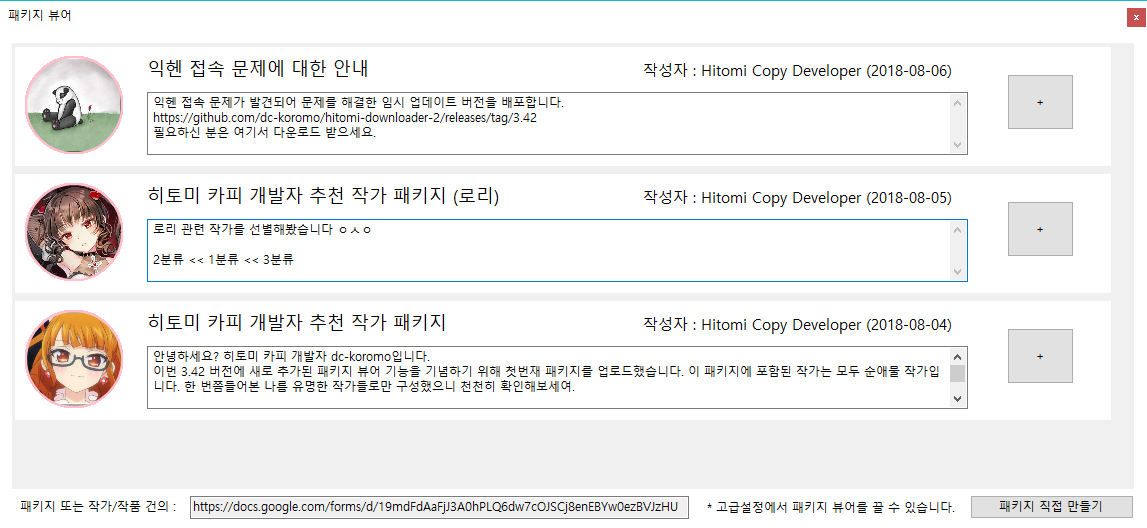 패키지 뷰어
x
익헨 접속 문제에 대한 안내
작성자 : Hitomi Copy Developer (2018-08-06)
익헨 접속 문제가 발견되어 문제를 해결한 임시 업데이트 버전을 배포합니다.
https://github.com/dc-koromo/hitomi-downloader-2/releases/tag/3.42
필요하신 분은 여기서 다운로드 받으세요.
+
히토미 카피 개발자 추천 작가 패키지 (로리)
작성자 : Hitomi Copy Developer (2018-08-05)
로리 관련 작가를 선별해봤습니다 ㅇㅅㅇ
2분류 << 1분류 << 3분류
+
히토미 카피 개발자 추천 작가 패키지
작성자 : Hitomi Copy Developer (2018-08-04)
안녕하세요? 히토미 카피 개발자 dc-koromo입니다.
이번 3.42 버전에 새로 추가된 패키지 뷰어 기능을 기념하기 위해 첫번재 패키지를 업로드했습니다. 이 패키지에 포함된 작가는 모두 순애물 작가입
니다. 한 번쯤들어본 나름 유명한 작가들로만 구성했으니 천천히 확인해보세여.
+
패키지 또는 작가/작품 건의 :
https://docs.google.com/forms/d/19mdFdAaFjJ3A0hPLQ6dw7cOJSCj8enEBYw0ezBVJzHU
* 고급설정에서 패키지 뷰어를 끌 수 있습니다.
패키지 직접 만들기